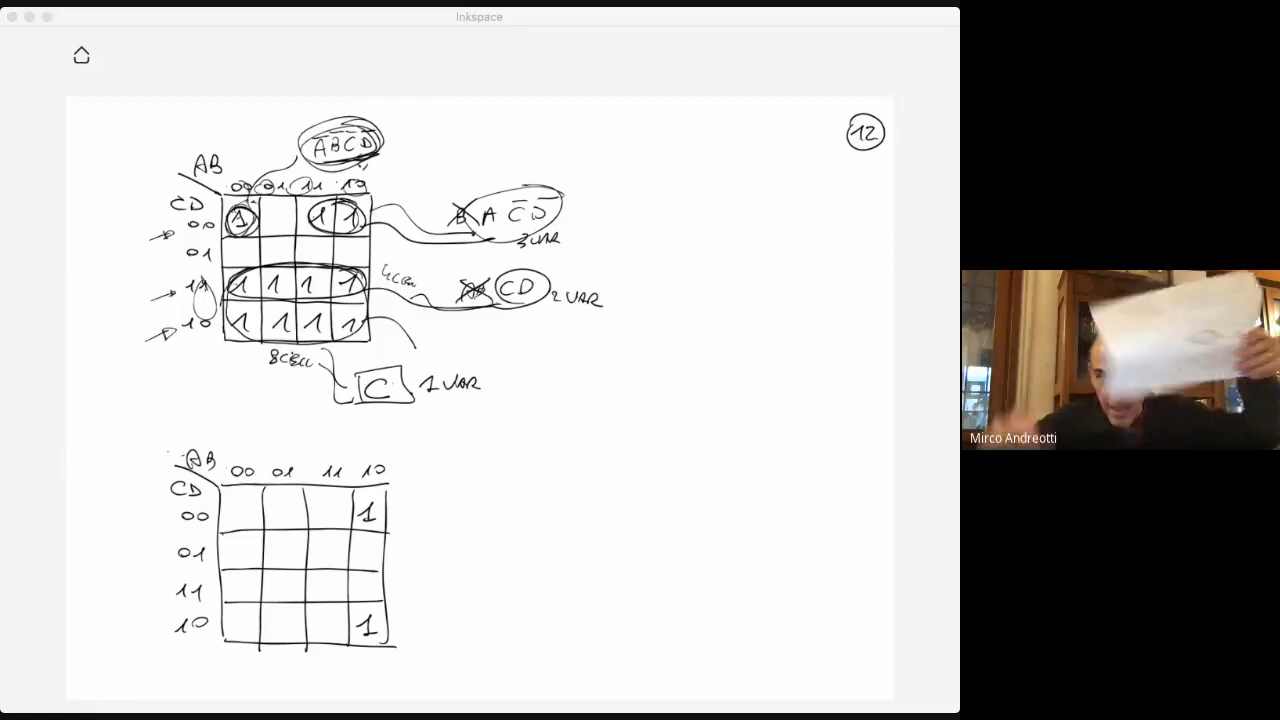 Inkspace
12
A̅B̅C̅D̅
AB
00 01 11 10
CD
00 1 1 1
B A C̅D̅
3 VAR
01
11 1 1 1 1
4 CELL
CD 2 VAR
10 1 1 1 1
8 CELL
C 1 VAR
AB
00 01 11 10
CD
00 1
01
11
10 1
Mirco Andreotti